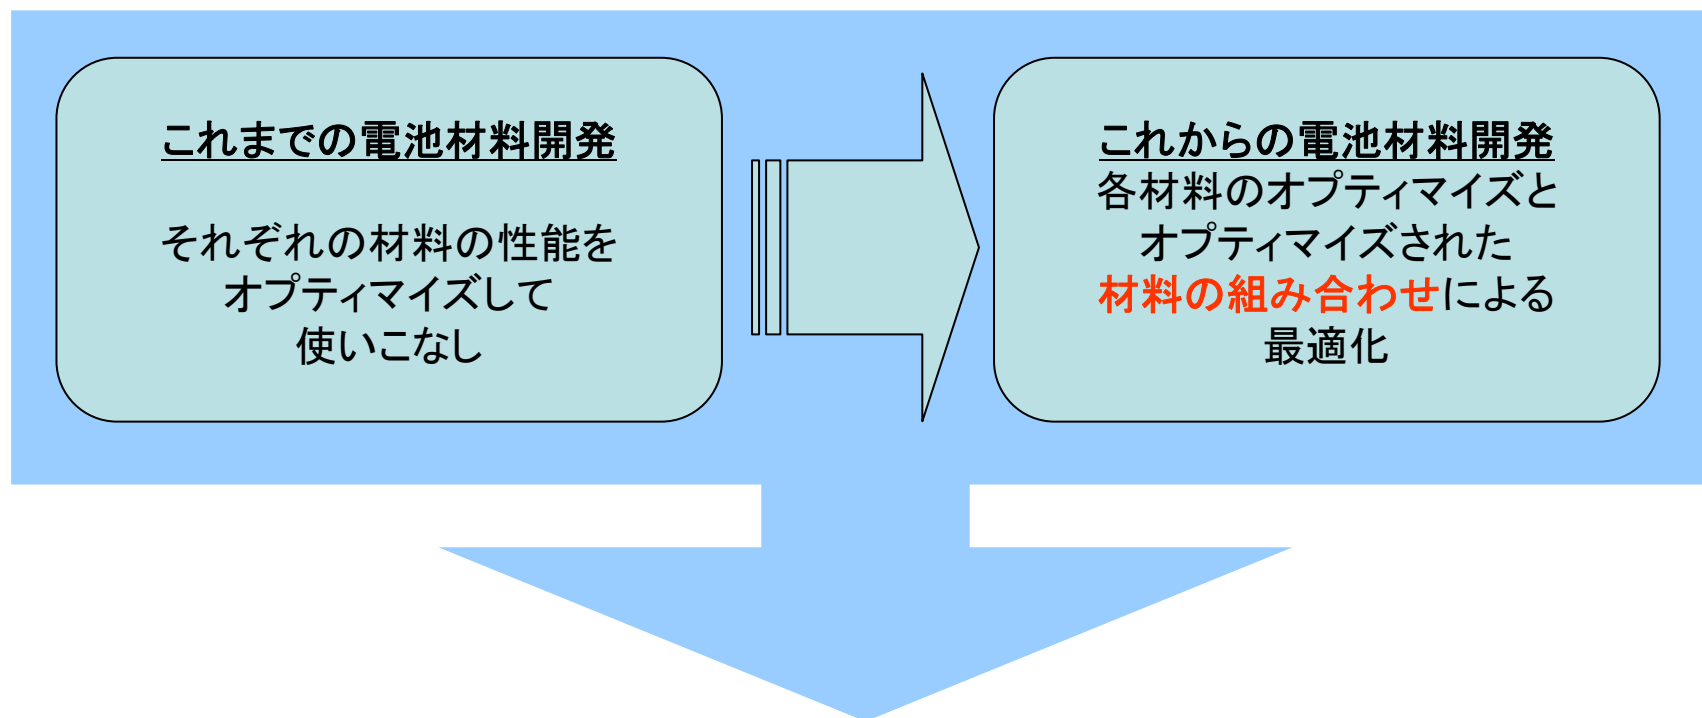 これまでの電池材料開発
それぞれの材料の性能を
オプティマイズして
使いこなし
これからの電池材料開発
各材料のオプティマイズと
オプティマイズされた
材料の組み合わせによる
最適化